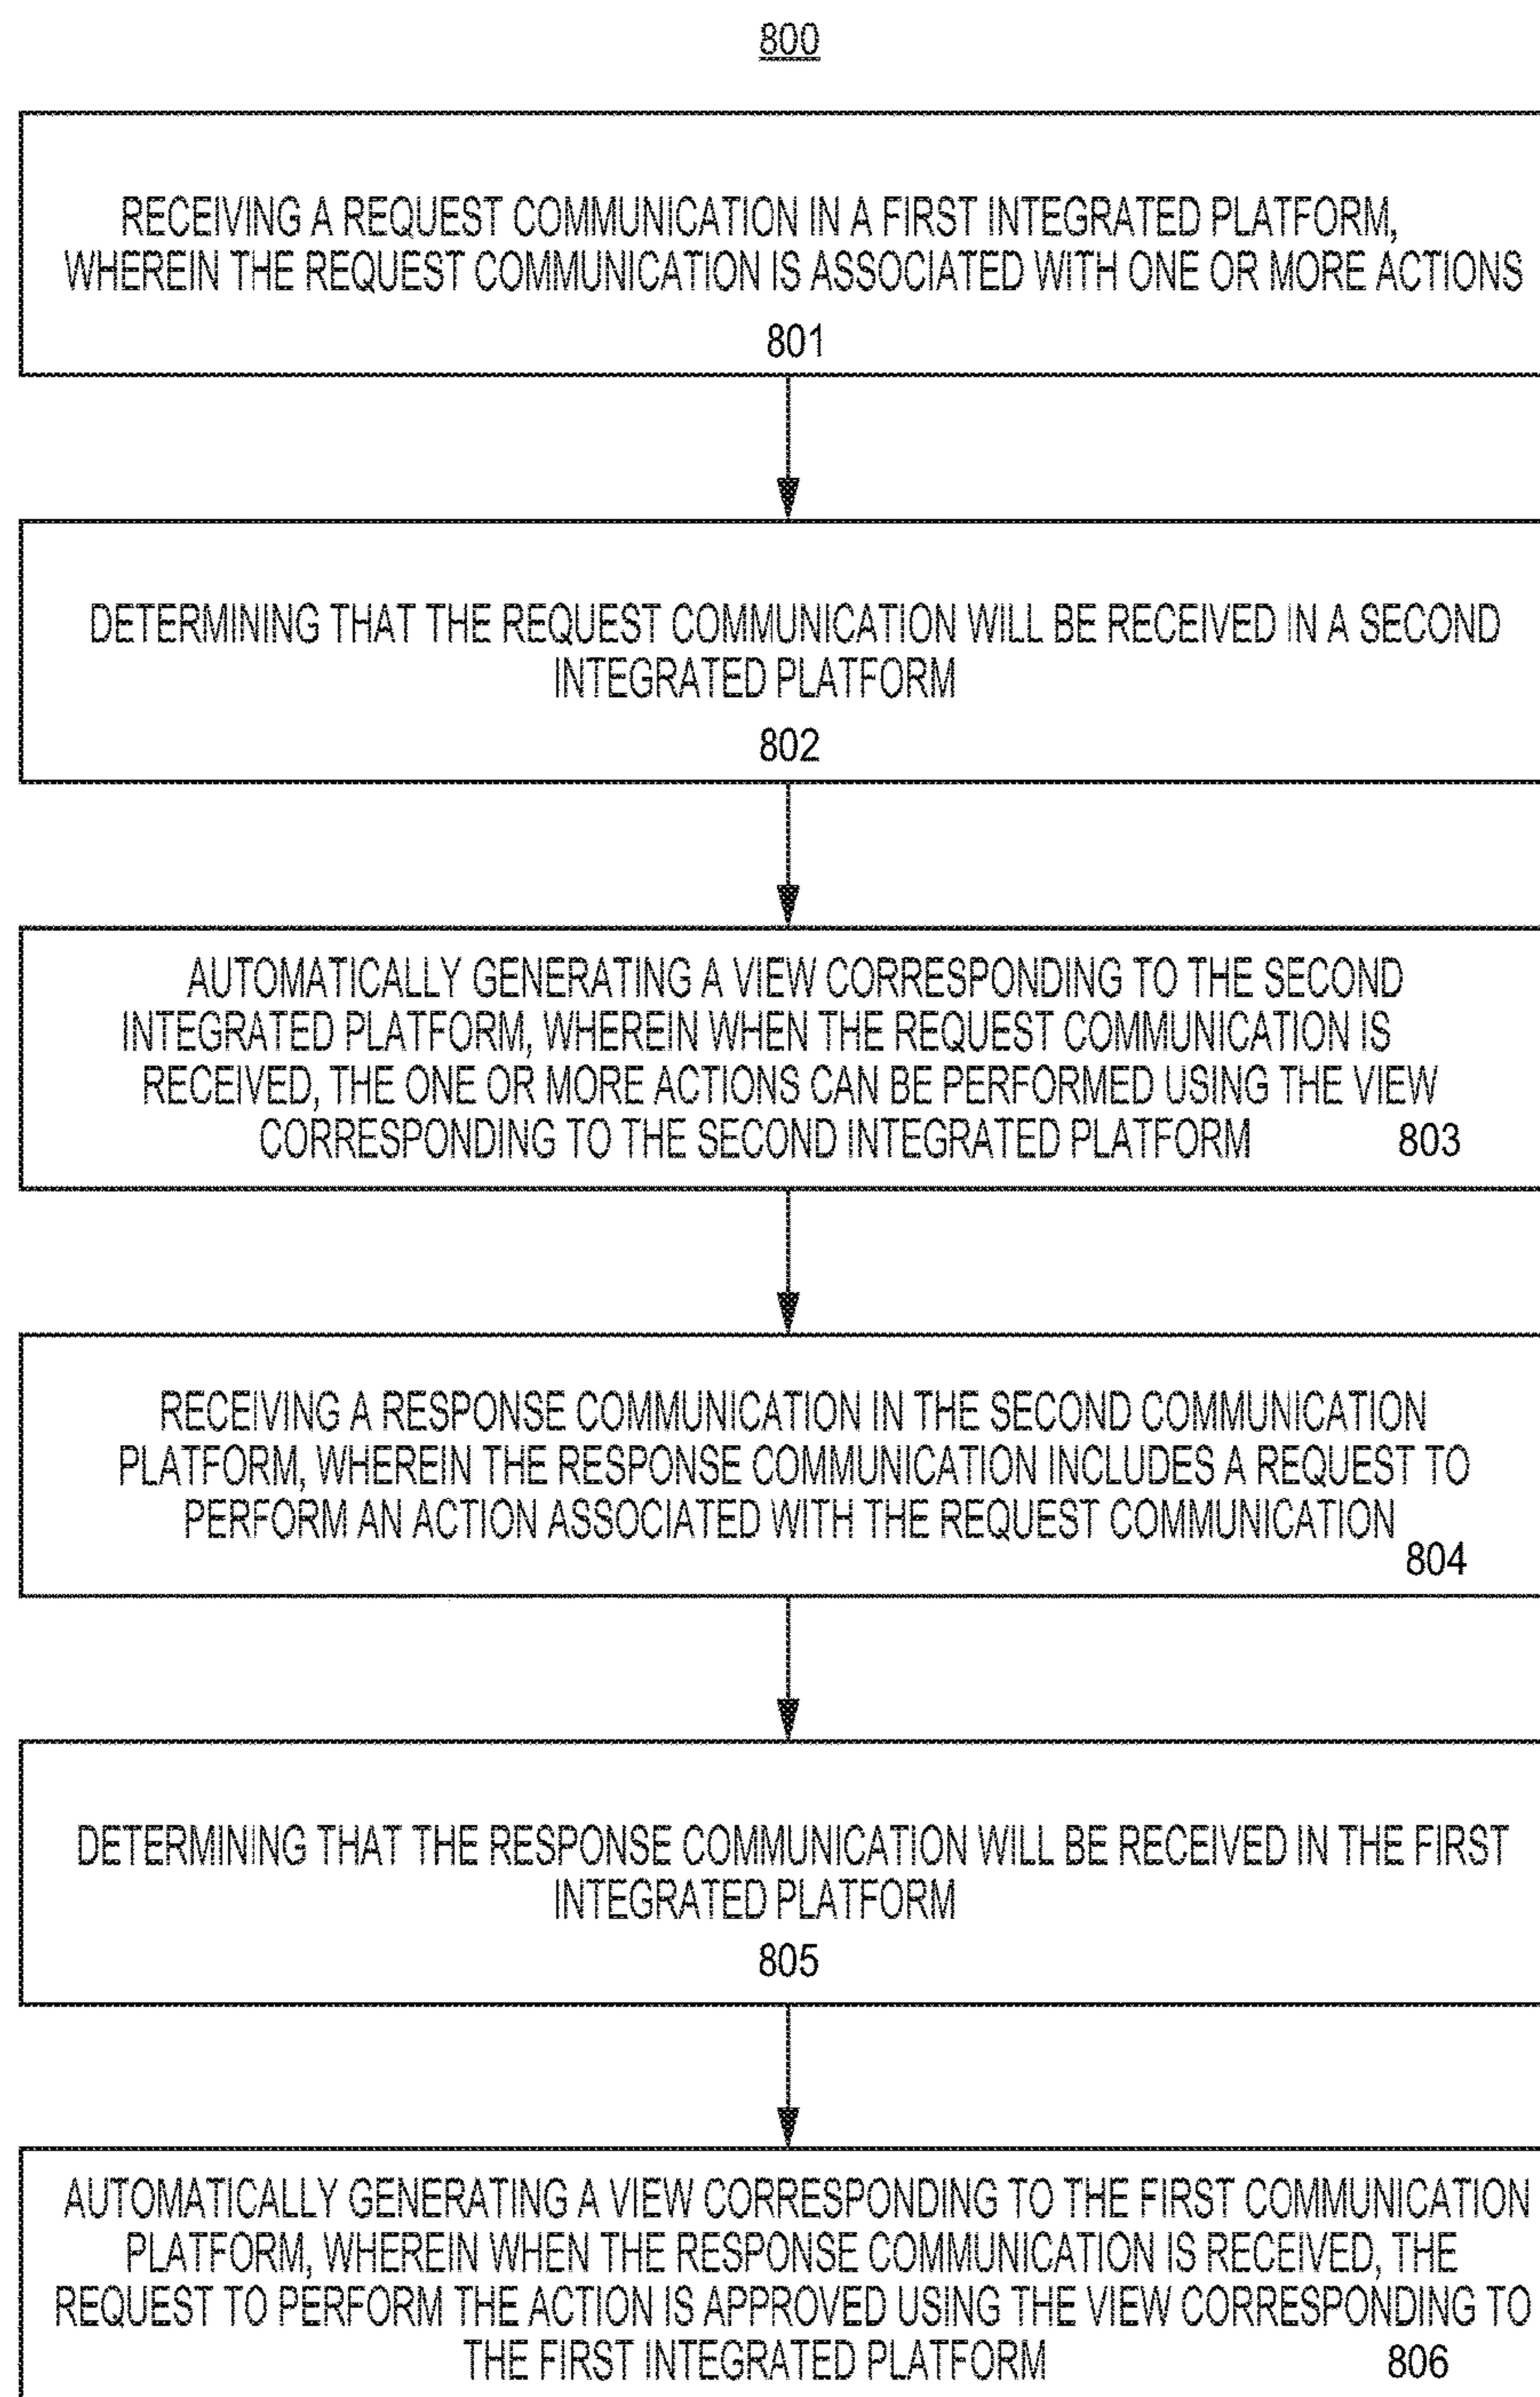 800
RECEIVING A REQUEST COMMUNICATION IN A FIRST INTEGRATED PLATFORM,
WHEREIN THE REQUEST COMMUNICATION IS ASSOCIATED WITH ONE OR MORE ACTIONS
801
DETERMINING THAT THE REQUEST COMMUNICATION WILL BE RECEIVED IN A SECOND
INTEGRATED PLATFORM
802
AUTOMATICALLY GENERATING A VIEW CORRESPONDING TO THE SECOND
INTEGRATED PLATFORM, WHEREIN WHEN THE REQUEST COMMUNICATION IS
RECEIVED, THE ONE OR MORE ACTIONS CAN BE PERFORMED USING THE VIEW
CORRESPONDING TO THE SECOND INTEGRATED PLATFORM 803
RECEIVING A RESPONSE COMMUNICATION IN THE SECOND COMMUNICATION
PLATFORM, WHEREIN THE RESPONSE COMMUNICATION INCLUDES A REQUEST TO
PERFORM AN ACTION ASSOCIATED WITH THE REQUEST COMMUNICATION
804
DETERMINING THAT THE RESPONSE COMMUNICATION WILL BE RECEIVED IN THE FIRST
INTEGRATED PLATFORM
805
AUTOMATICALLY GENERATING A VIEW CORRESPONDING TO THE FIRST COMMUNICATION
PLATFORM, WHEREIN WHEN THE RESPONSE COMMUNICATION IS RECEIVED, THE
REQUEST TO PERFORM THE ACTION IS APPROVED USING THE VIEW CORRESPONDING TO
THE FIRST INTEGRATED PLATFORM 806